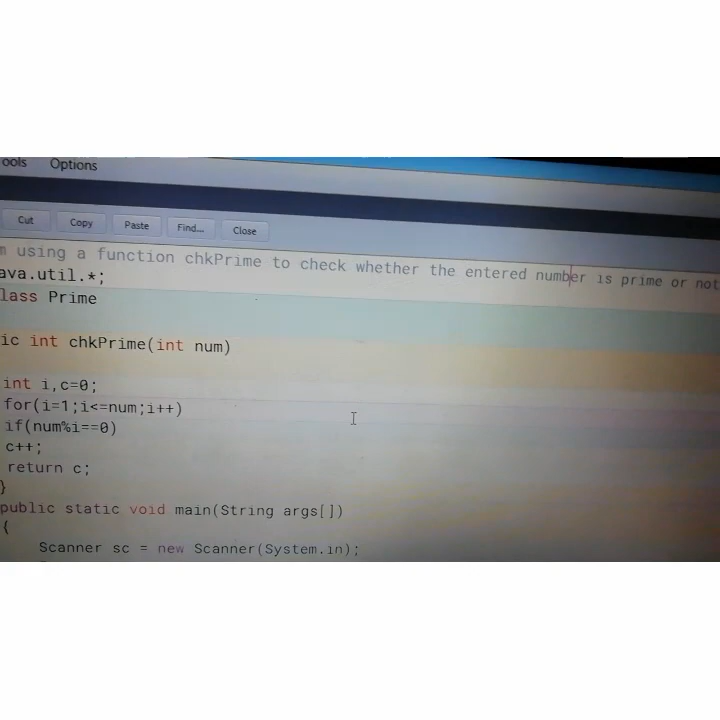 ools Options
Cut Copy Paste Find... Close
m using a function chkPrime to check whether the entered number is prime or not
ava.util.*;
lass Prime
ic int chkPrime(int num)
int i,c=0;
for(i=1;i<=num;i++)
if(num%i==0)
c++;
return c;
}
public static void main(String args[])
{
Scanner sc = new Scanner(System.in);